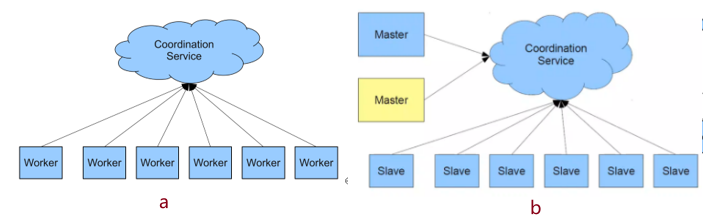 Coordination
Service
Worker
Worker
Worker
Worker
Worker
Worker
a
Master
Master
Coordination
Service
Slave
Slave
Slave
Slave
Slave
Slave
b